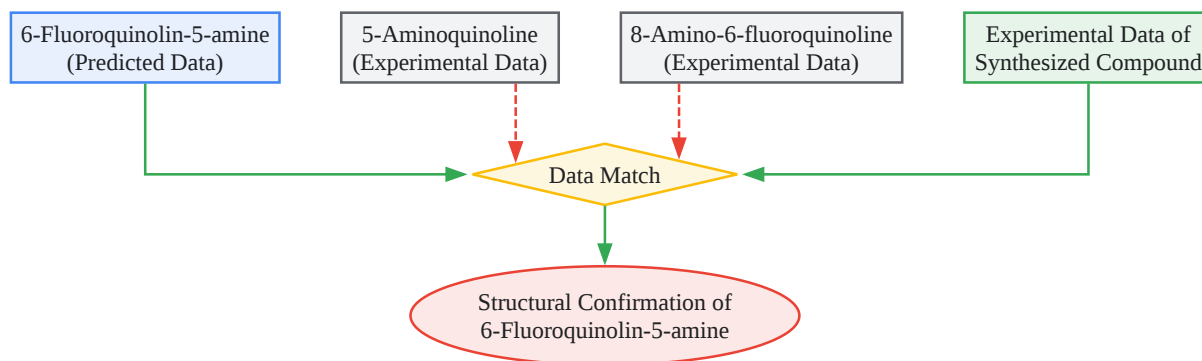 6-Fluoroquinolin-5-amine
(Predicted Data)
5-Aminoquinoline
(Experimental Data)
8-Amino-6-fluoroquinoline
(Experimental Data)
Experimental Data of
Synthesized Compound
Data Match
Structural Confirmation of
6-Fluoroquinolin-5-amine